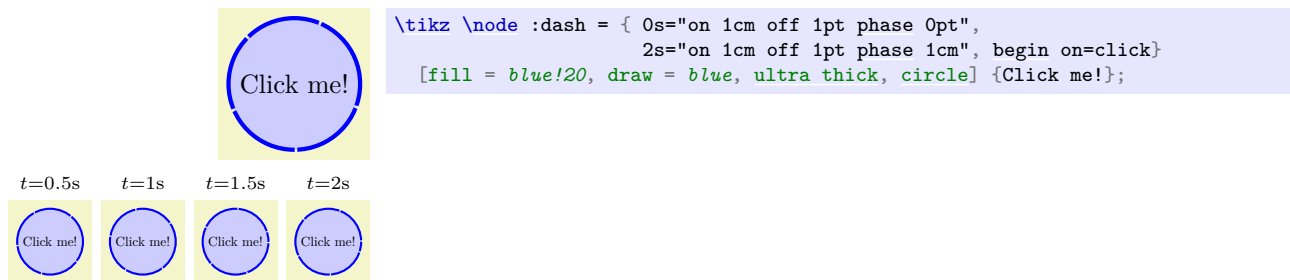 Click me!
\tikz \node :dash = { 0s="on 1cm off 1pt phase 0pt",
2s="on 1cm off 1pt phase 1cm", begin on=click}
[fill = blue!20, draw = blue, ultra thick, circle] {Click me!};
t=0.5s t=1s t=1.5s t=2s
Click me! Click me! Click me! Click me!